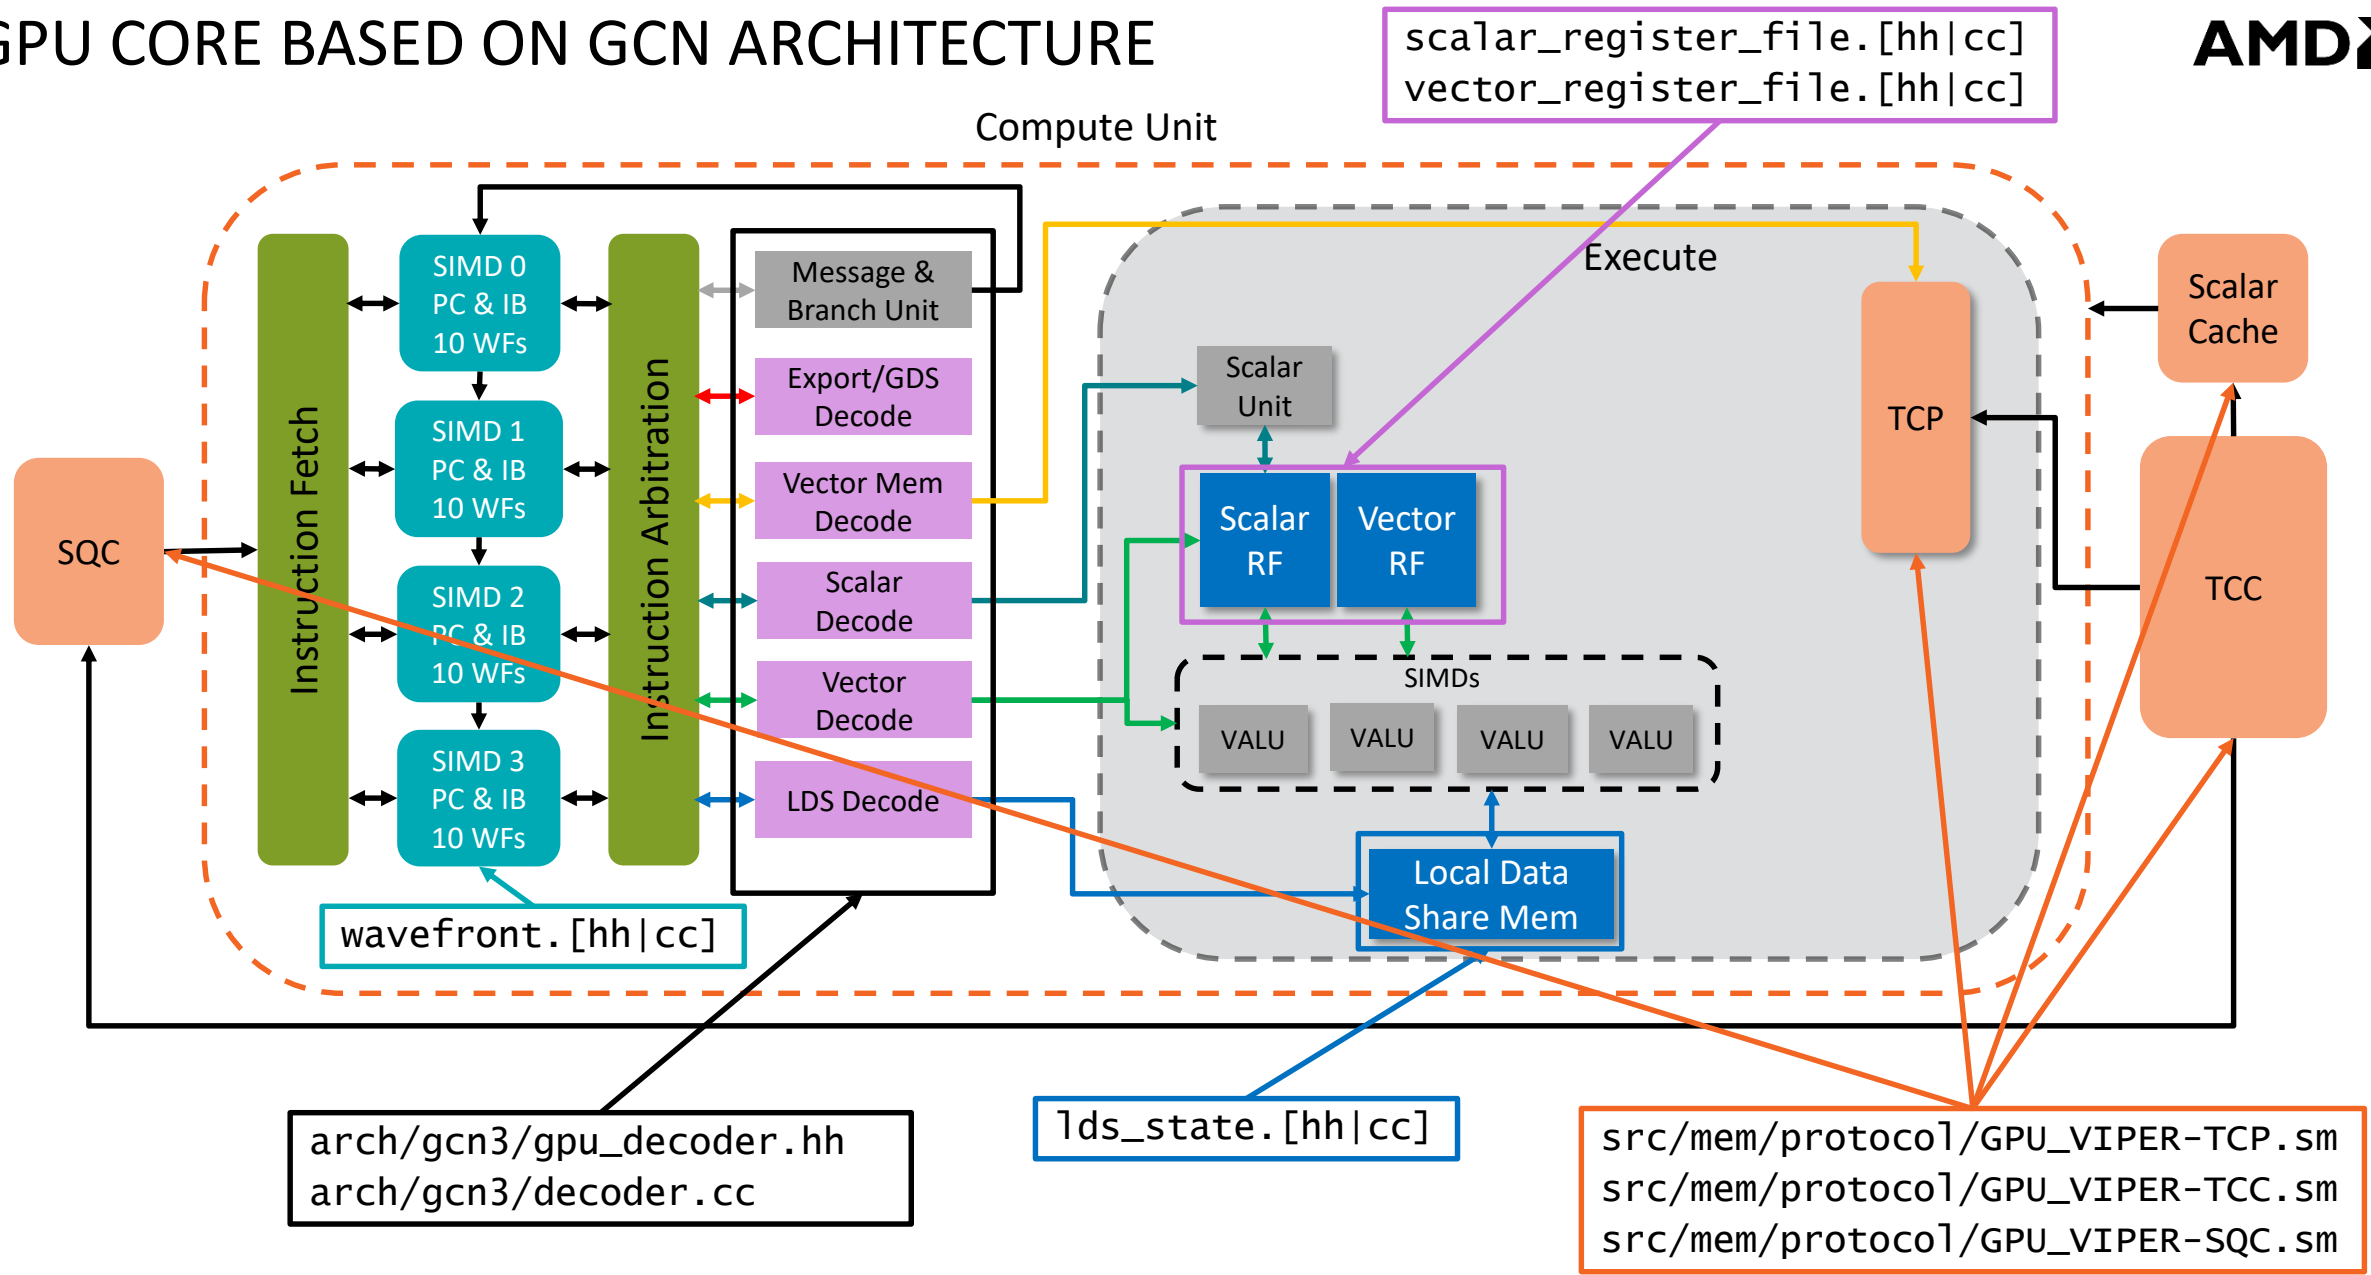 GPU CORE BASED ON GCN ARCHITECTURE
AMD
scalar_register_file.[hh|cc]
vector_register_file.[hh|cc]
Compute Unit
Execute
SQC
Instruction Fetch
SIMD 0
PC & IB
10 WFs
SIMD 1
PC & IB
10 WFs
SIMD 2
PC & IB
10 WFs
SIMD 3
PC & IB
10 WFs
Instruction Arbitration
Message &
Branch Unit
Export/GDS
Decode
Vector Mem
Decode
Scalar
Decode
Vector
Decode
LDS Decode
Scalar
Unit
Scalar
RF
Vector
RF
SIMDs
VALU
VALU
VALU
VALU
Local Data
Share Mem
TCP
Scalar
Cache
TCC
wavefront.[hh|cc]
arch/gcn3/gpu_decoder.hh
arch/gcn3/decoder.cc
lds_state.[hh|cc]
src/mem/protocol/GPU_VIPER-TCP.sm
src/mem/protocol/GPU_VIPER-TCC.sm
src/mem/protocol/GPU_VIPER-SQC.sm